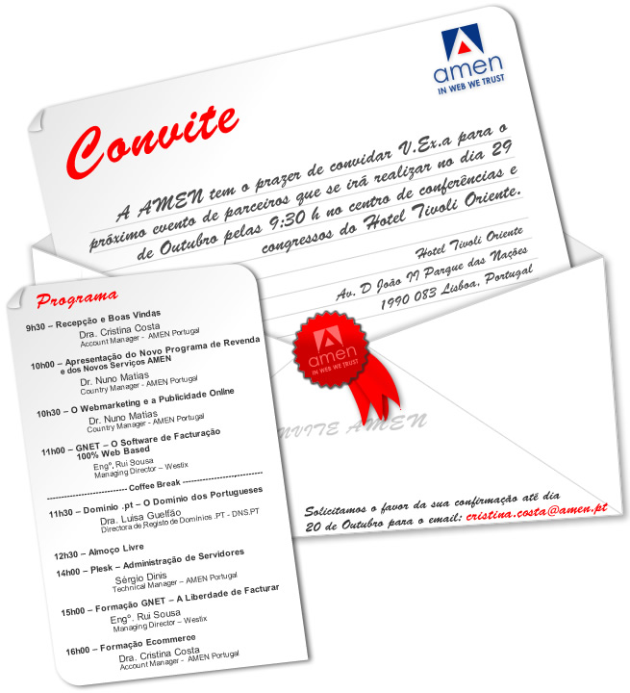 amen
IN WEB WE TRUST
Convite
A AMEN tem o prazer de convidar V.Ex.a para o
próximo evento de parceiros que se irá realizar no dia 29
de Outubro pelas 9:30 h no centro de conferências e
congressos do Hotel Tivoli Oriente.
Hotel Tivoli Oriente
Av. D João II Parque das Nações
1990 083 Lisboa, Portugal
Programa
9h30 – Recepção e Boas Vindas
Dra. Cristina Costa
Account Manager - AMEN Portugal
10h00 – Apresentação do Novo Programa de Revenda
e dos Novos Serviços AMEN
Dr. Nuno Matias
Country Manager - AMEN Portugal
10h30 – O Webmarketing e a Publicidade Online
Dr. Nuno Matias
Country Manager - AMEN Portugal
11h00 – GNET – O Software de Facturação
100% Web Based
Engº. Rui Sousa
Managing Director – Westix
---------------------------- Coffee Break ----------------------------
11h30 – Dominio .pt – O Dominio dos Portugueses
Dra. Luisa Gueifão
Directora de Registo de Domínios .PT - DNS.PT
12h30 – Almoço Livre
14h00 – Plesk – Administração de Servidores
Sérgio Dinis
Technical Manager – AMEN Portugal
15h00 – Formação GNET – A Liberdade de Facturar
Engº. Rui Sousa
Managing Director – Westix
16h00 – Formação Ecommerce
Dra. Cristina Costa
Account Manager - AMEN Portugal
amen
IN WEB WE TRUST
NVITE AMEN
Solicitamos o favor da sua confirmação até dia
20 de Outubro para o email: cristina.costa@amen.pt